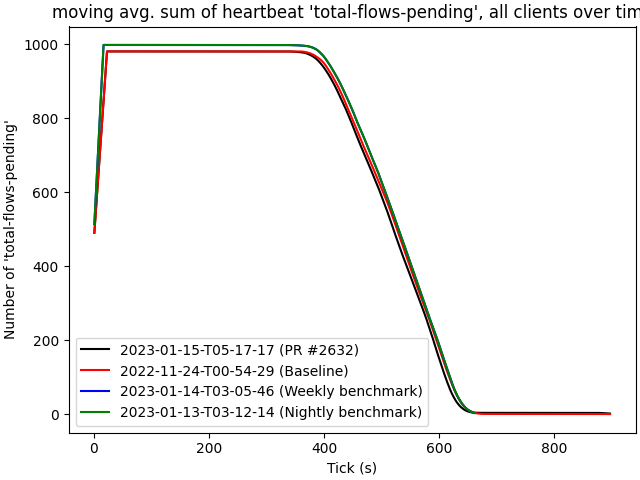 moving avg. sum of heartbeat 'total-flows-pending', all clients over tim
Number of 'total-flows-pending'
1000
800
600
400
200
0
2023-01-15-T05-17-17 (PR #2632)
2022-11-24-T00-54-29 (Baseline)
2023-01-14-T03-05-46 (Weekly benchmark)
2023-01-13-T03-12-14 (Nightly benchmark)
0 200 400 600 800
Tick (s)